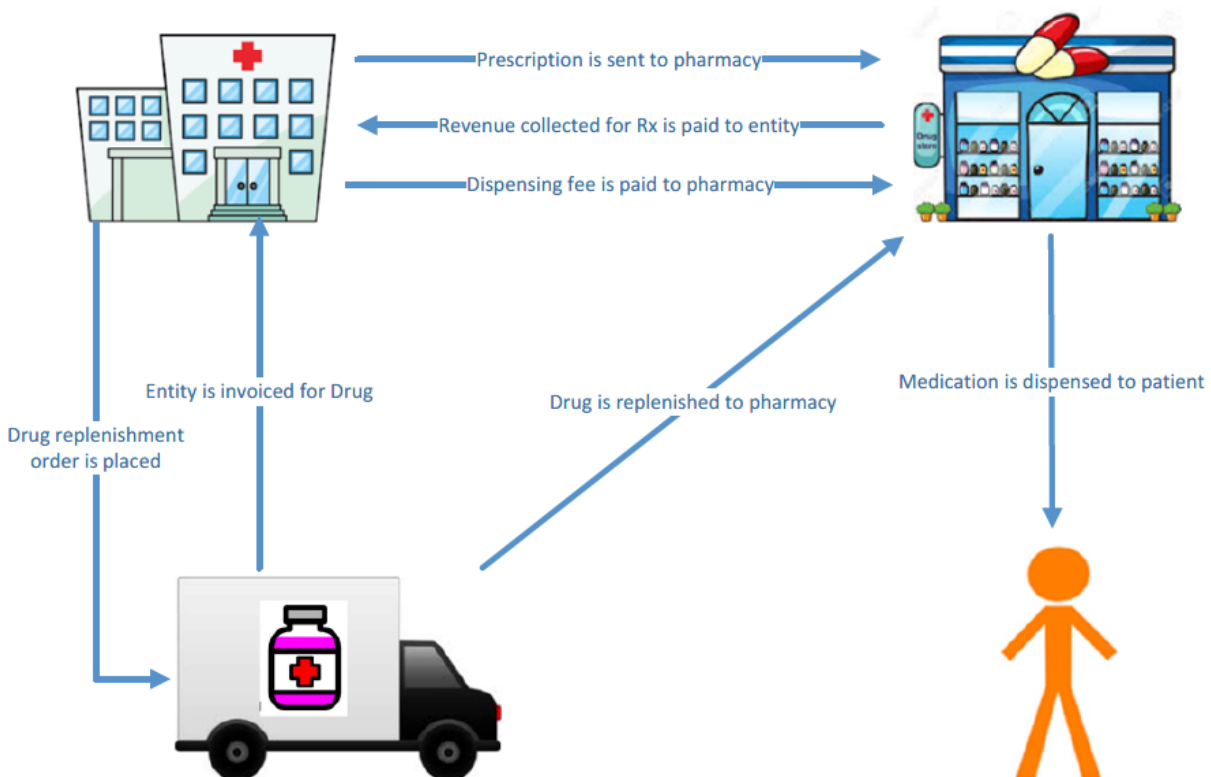 Prescription is sent to pharmacy
Revenue collected for Rx is paid to entity
Drug
store
Dispensing fee is paid to pharmacy
Entity is invoiced for Drug
Drug is replenished to pharmacy
Medication is dispensed to patient
Drug replenishment
order is placed